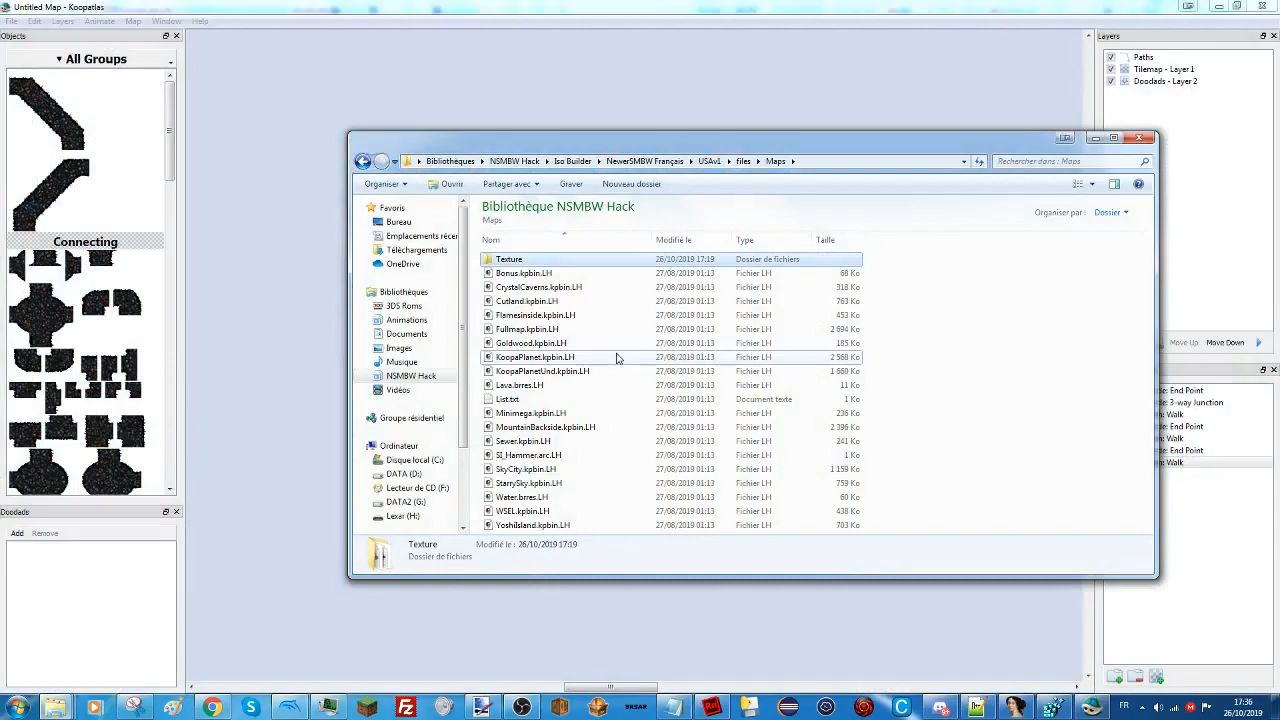 Untitled Map - Koopatlas
File Edit Layers Animate Map Window Help
Objects
All Groups
Connecting
Doodads
Add Remove
Bibliothèques NSMBW Hack Iso Builder NewerSMBW Français USAv1 files Maps
Rechercher dans : Maps
Organiser Ouvrir Partager avec Graver Nouveau dossier
Favoris
Bureau
Emplacements récer
Téléchargements
OneDrive
Bibliothèques
3DS Roms
Animations
Documents
Images
Musique
NSMBW Hack
Vidéos
Groupe résidentiel
Ordinateur
Disque local (C:)
DATA (D:)
Lecteur de CD (F:)
DATA2 (G:)
Lexar (H:)
Bibliothèque NSMBW Hack
Maps
Organiser par : Dossier
Nom Modifié le Type Taille
Texture 26/10/2019 17:19 Dossier de fichiers
Bonus.kpbin.LH 27/08/2019 01:13 Fichier LH 68 Ko
CrystalCaverns.kpbin.LH 27/08/2019 01:13 Fichier LH 318 Ko
Cutland.kpbin.LH 27/08/2019 01:13 Fichier LH 763 Ko
Flantsinside.kpbin.LH 27/08/2019 01:13 Fichier LH 453 Ko
Fullmap.kpbin.LH 27/08/2019 01:13 Fichier LH 2 694 Ko
Goldwood.kpbin.LH 27/08/2019 01:13 Fichier LH 185 Ko
KoopaPlanet.kpbin.LH 27/08/2019 01:13 Fichier LH 2 368 Ko
KoopaPlanetUnd.kpbin.LH 27/08/2019 01:13 Fichier LH 1 660 Ko
Lava.brres.LH 27/08/2019 01:13 Fichier LH 11 Ko
List.txt 27/08/2019 01:13 Document texte 1 Ko
Minimega.kpbin.LH 27/08/2019 01:13 Fichier LH 236 Ko
MountainBackside.kpbin.LH 27/08/2019 01:13 Fichier LH 2 396 Ko
Sewer.kpbin.LH 27/08/2019 01:13 Fichier LH 241 Ko
SI_Hammer.arc.LH 27/08/2019 01:13 Fichier LH 1 Ko
SkyCity.kpbin.LH 27/08/2019 01:13 Fichier LH 1 159 Ko
StarrySky.kpbin.LH 27/08/2019 01:13 Fichier LH 759 Ko
Water.brres.LH 27/08/2019 01:13 Fichier LH 60 Ko
WSEL.kpbin.LH 27/08/2019 01:13 Fichier LH 438 Ko
YoshiIsland.kpbin.LH 27/08/2019 01:13 Fichier LH 703 Ko
Texture Modifié le : 26/10/2019 17:19
Dossier de fichiers
Layers
Paths
Tilemap - Layer 1
Doodads - Layer 2
Move Up Move Down
de: End Point
de: 3-way Junction
h: Walk
de: End Point
h: Walk
BRSAR
FR
17:36
26/10/2019